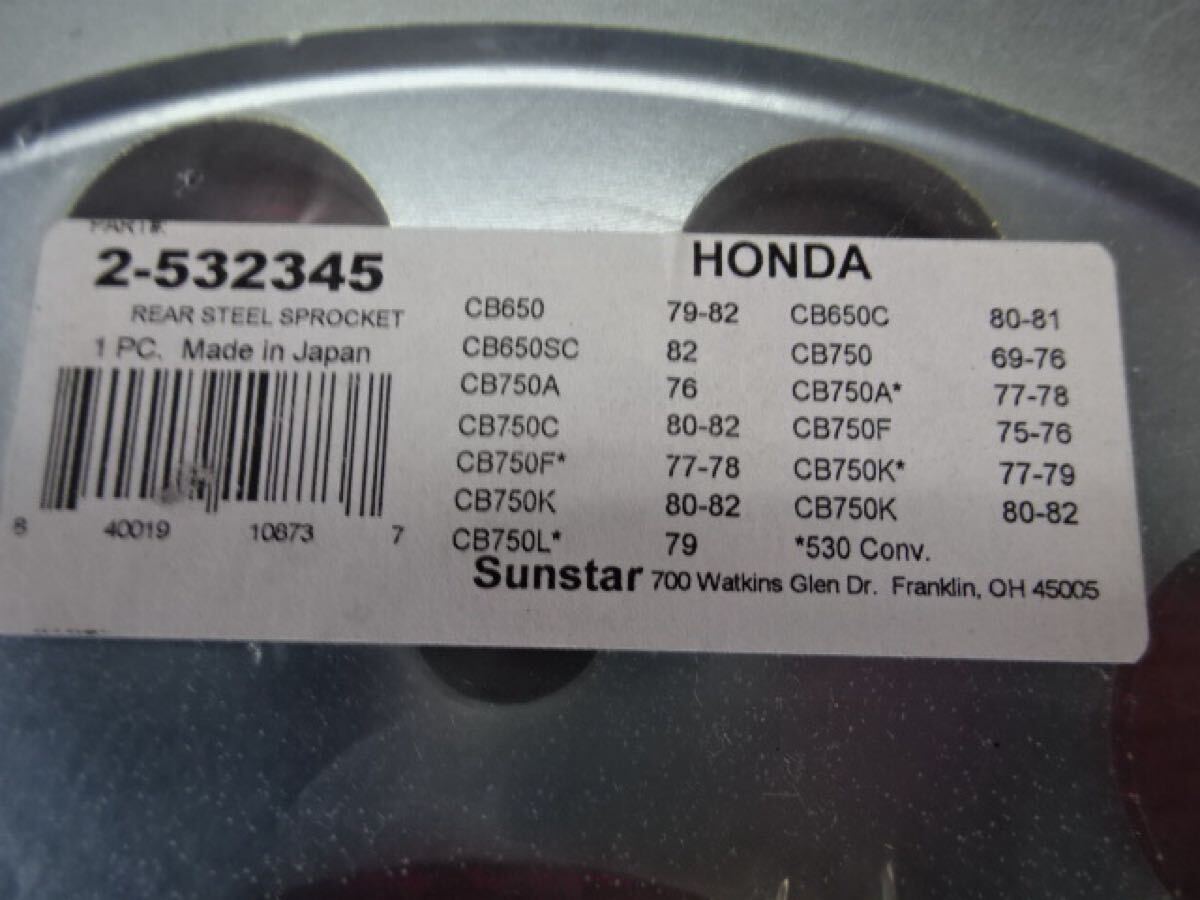 PART#:
2-532345
REAR STEEL SPROCKET
1 PC. Made in Japan
8 40019 10873 7
HONDA
CB650 79-82 CB650C 80-81
CB650SC 82 CB750 69-76
CB750A 76 CB750A* 77-78
CB750C 80-82 CB750F 75-76
CB750F* 77-78 CB750K* 77-79
CB750K 80-82 CB750K 80-82
CB750L* 79 *530 Conv.
Sunstar 700 Watkins Glen Dr. Franklin, OH 45005